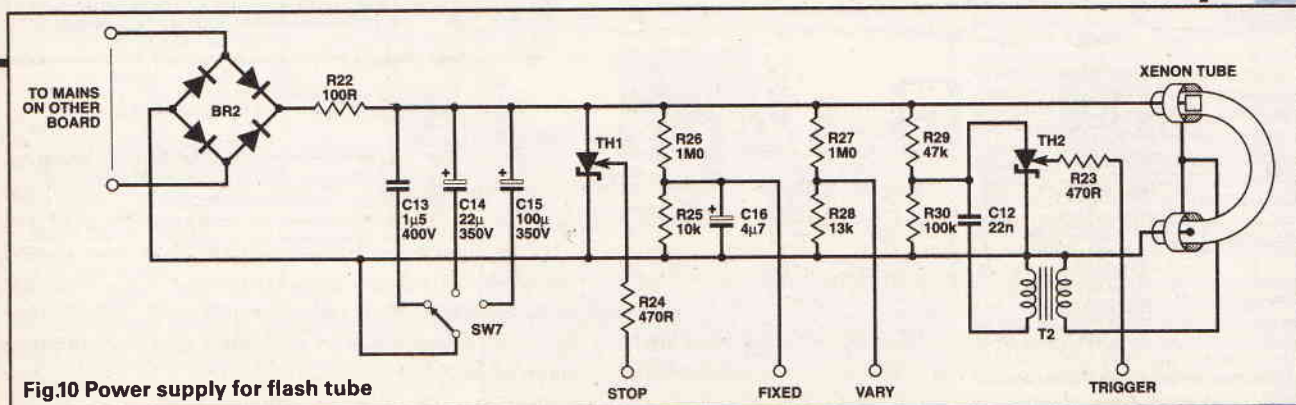 XENON TUBE
TO MAINS
ON OTHER
BOARD
BR2
R22
100R
C13
1µ5
400V
+
C14
22µ
350V
+
C15
100µ
350V
SW7
TH1
R24
470R
R26
1M0
R25
10k
+
C16
4µ7
R27
1M0
R28
13k
R29
47k
R30
100k
C12
22n
TH2
R23
470R
T2
STOP
FIXED
VARY
TRIGGER
Fig.10 Power supply for flash tube